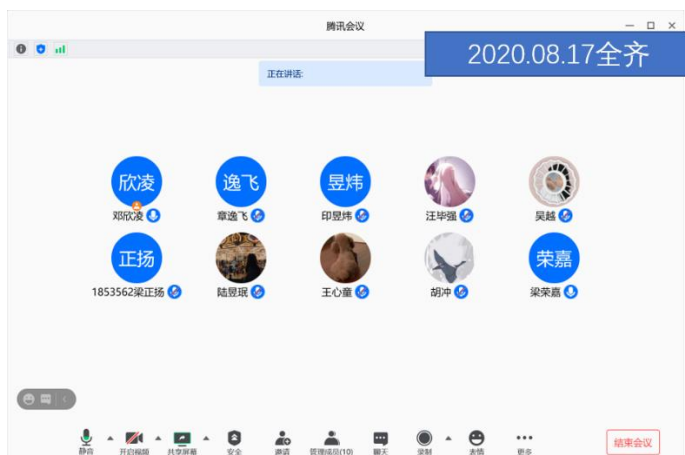 腾讯会议
2020.08.17全齐
正在讲话:
欣凌
逸飞
昱炜
邓欣凌
章逸飞
印昱炜
汪毕强
吴越
正扬
荣嘉
1853562梁正扬
陆昱珉
王心童
胡冲
梁荣嘉
静音
开启视频
共享屏幕
安全
邀请
管理成员(10)
聊天
录制
表情
更多
结束会议